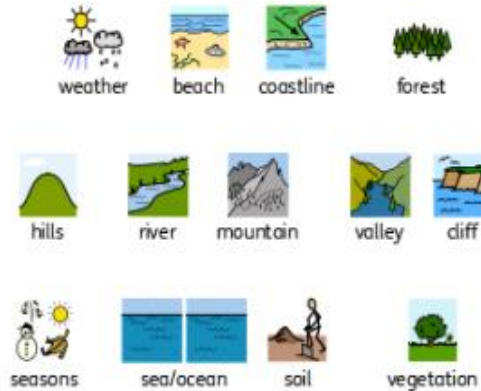 weather beach coastline forest
hills river mountain valley cliff
seasons sea/ocean soil vegetation